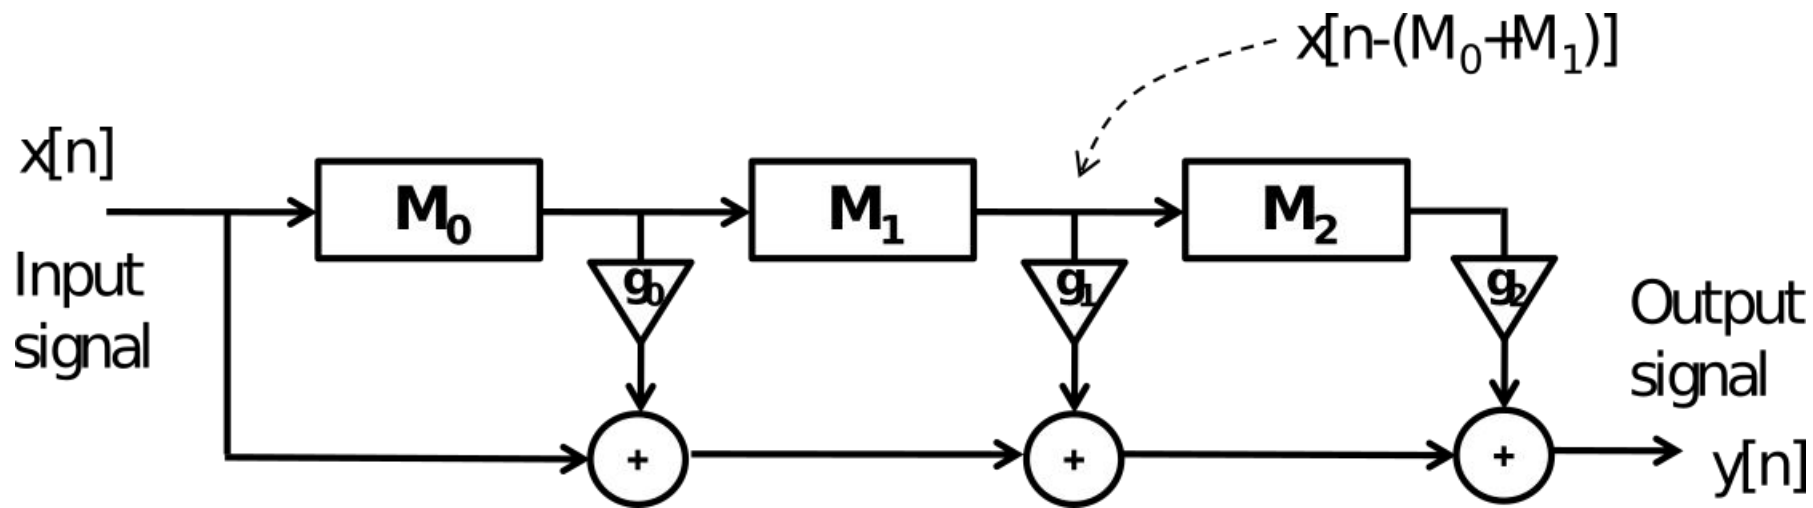 x[n-(M₀+M₁)]
x[n]
M₀
M₁
M₂
Input
signal
g₀
g₁
g₂
Output
signal
+
+
+
y[n]